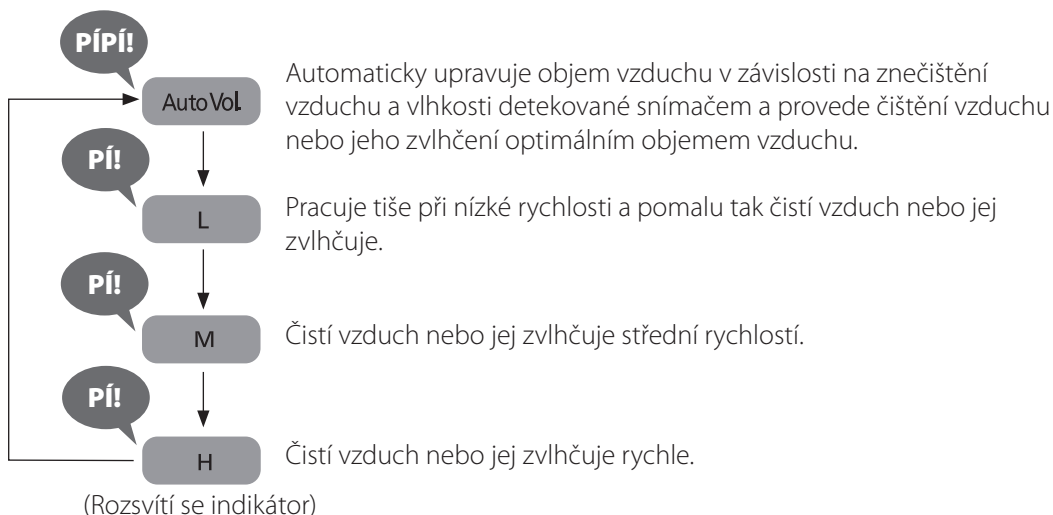 PÍPÍ!
Auto Vol.
Automaticky upravuje objem vzduchu v závislosti na znečištění
vzduchu a vlhkosti detekované snímačem a provede čištění vzduchu
nebo jeho zvlhčení optimálním objemem vzduchu.
PÍ!
L
Pracuje tiše při nízké rychlosti a pomalu tak čistí vzduch nebo jej
zvlhčuje.
PÍ!
M
Čistí vzduch nebo jej zvlhčuje střední rychlostí.
PÍ!
H
Čistí vzduch nebo jej zvlhčuje rychle.
(Rozsvítí se indikátor)